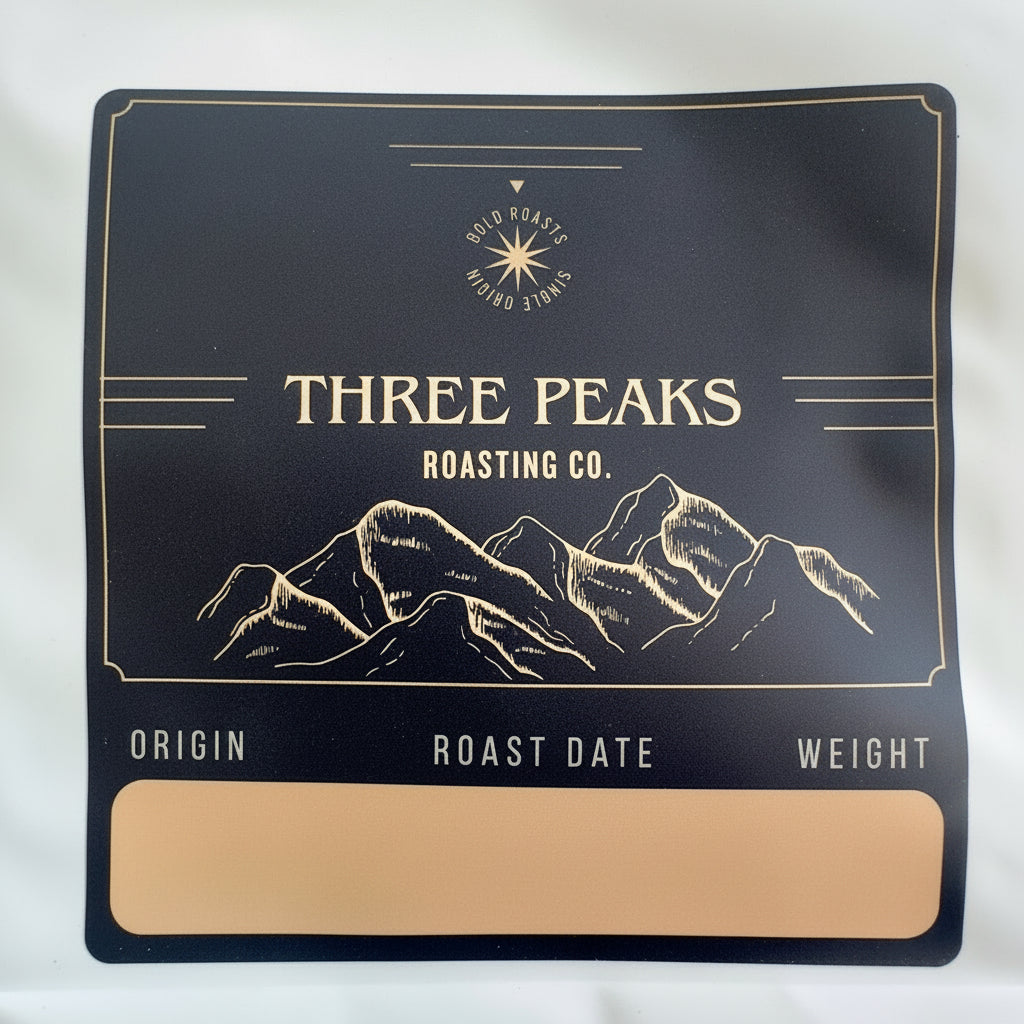 BOLD ROASTS
SINGLE ORIGIN
THREE PEAKS
ROASTING CO.
ORIGIN ROAST DATE WEIGHT